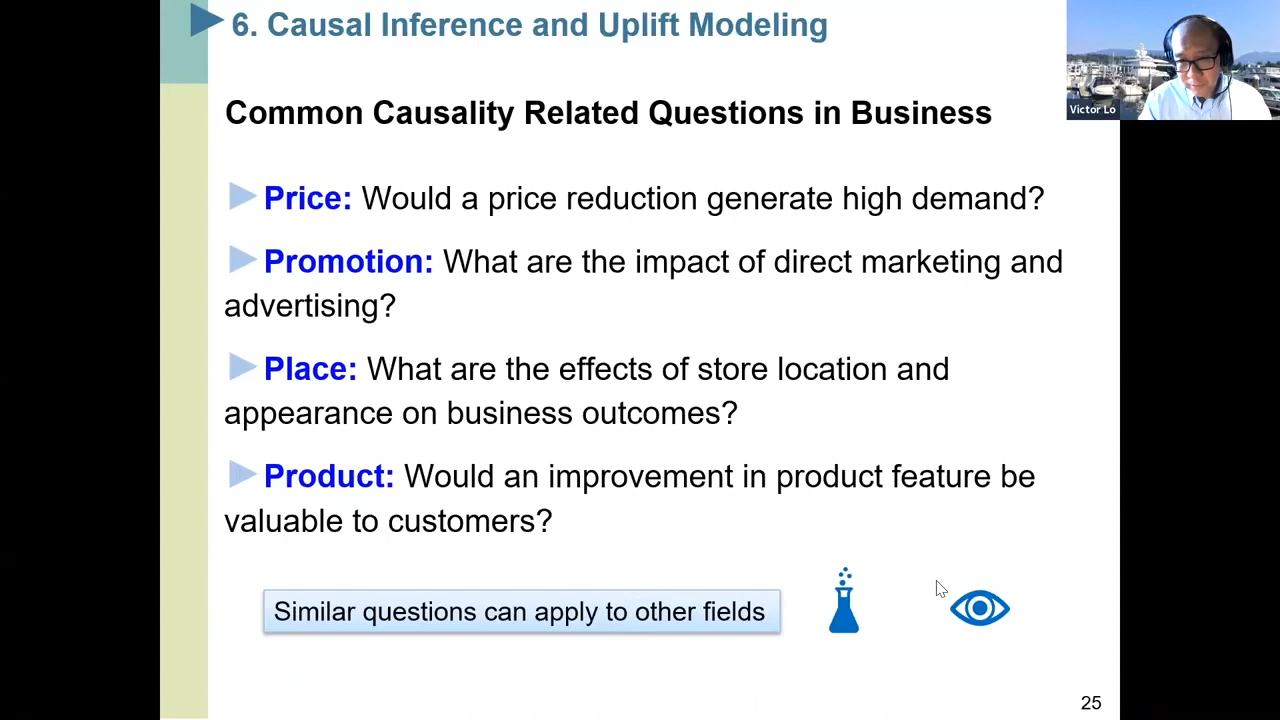 6. Causal Inference and Uplift Modeling
Victor Lo
Common Causality Related Questions in Business
Price: Would a price reduction generate high demand?
Promotion: What are the impact of direct marketing and
advertising?
Place: What are the effects of store location and
appearance on business outcomes?
Product: Would an improvement in product feature be
valuable to customers?
Similar questions can apply to other fields
25